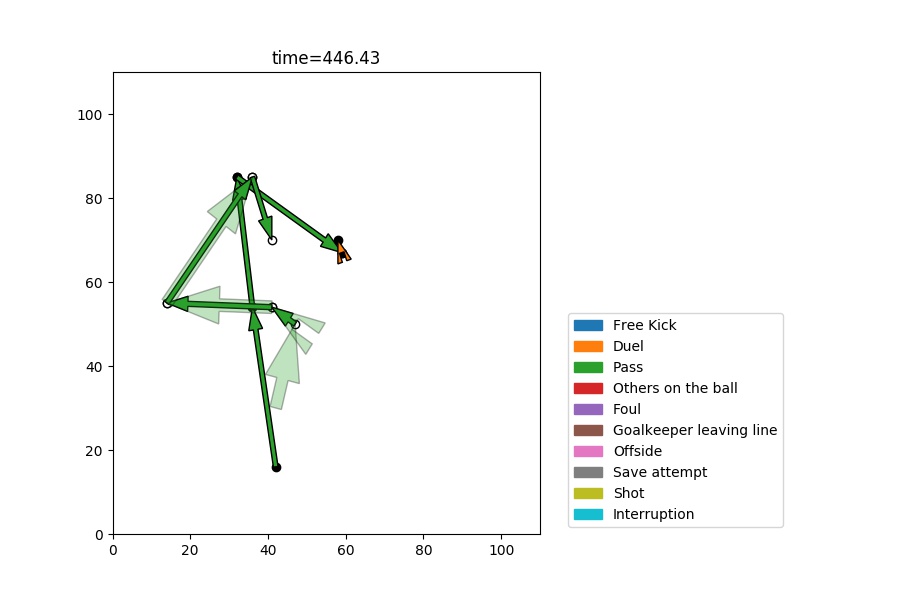 time=446.43
100
80
60
40
20
0
0 20 40 60 80 100
Free Kick
Duel
Pass
Others on the ball
Foul
Goalkeeper leaving line
Offside
Save attempt
Shot
Interruption